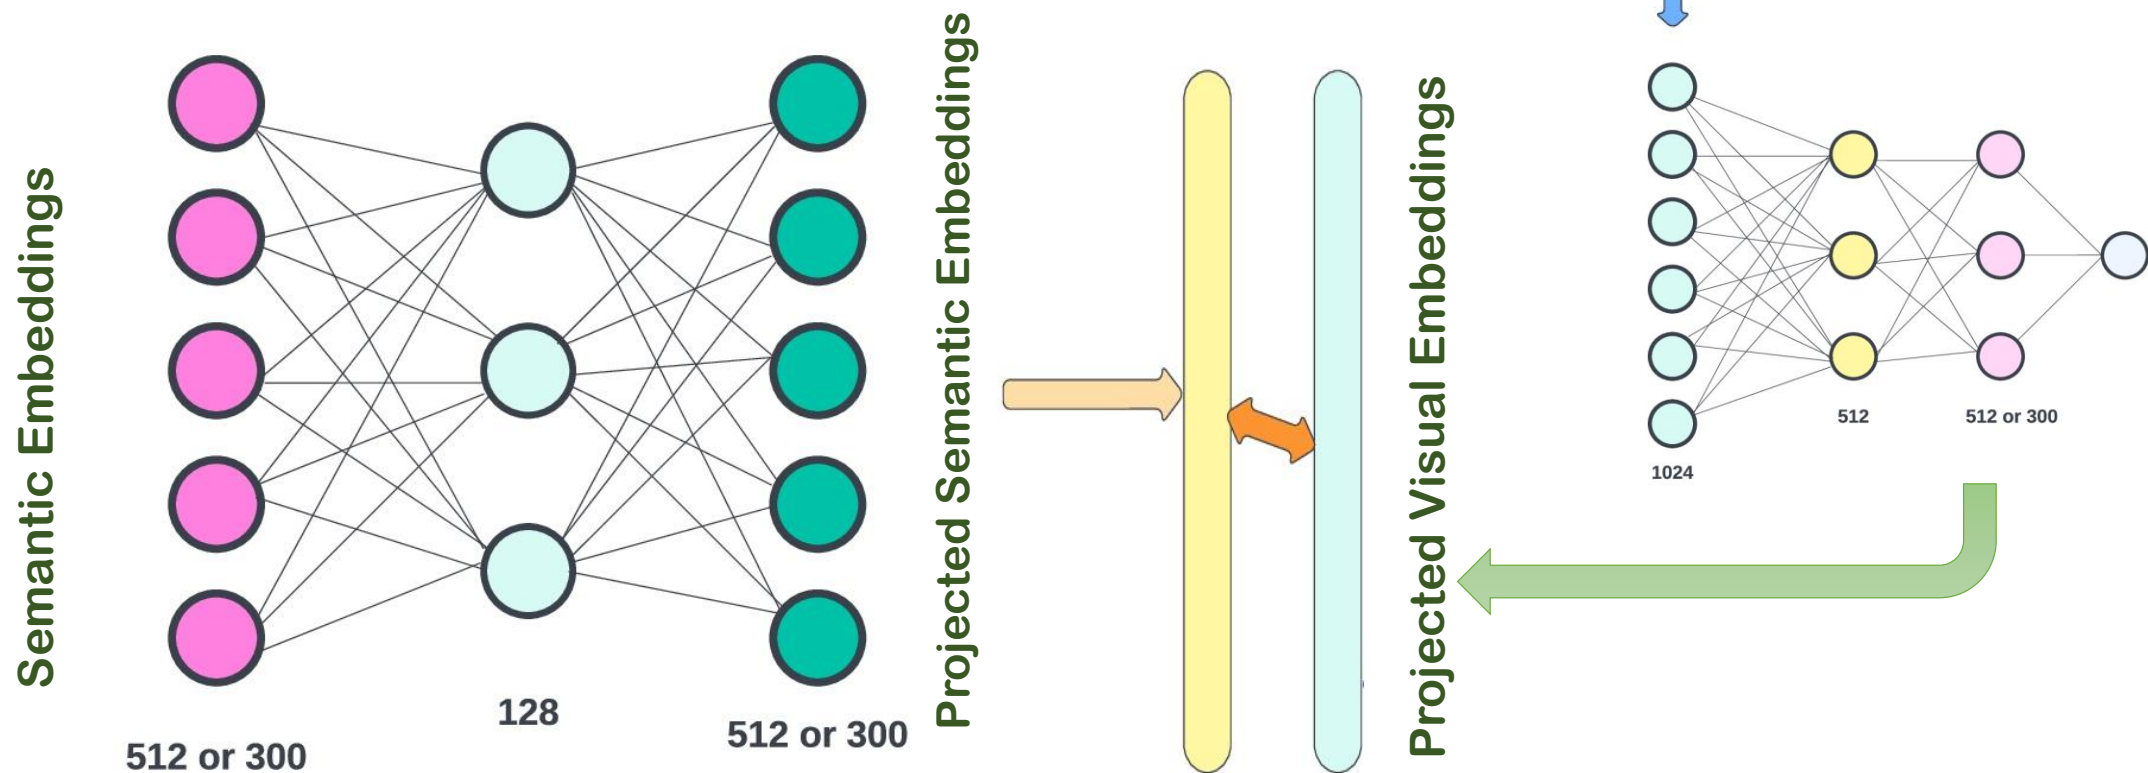 Semantic Embeddings
512 or 300
128
512 or 300
Projected Semantic Embeddings
Projected Visual Embeddings
1024
512
512 or 300